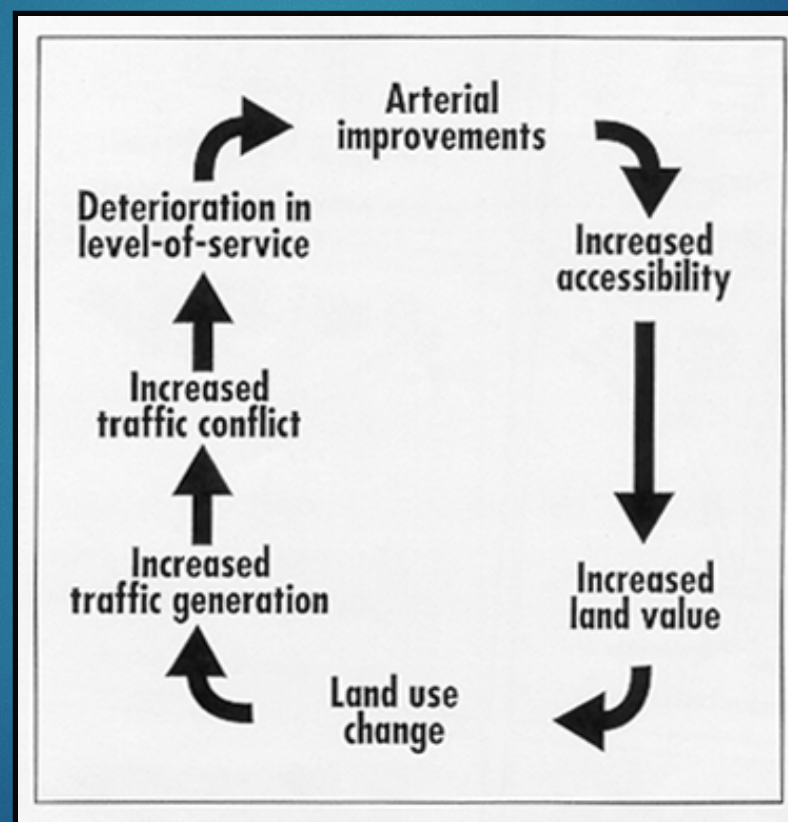 Arterial
improvements
Increased
accessibility
Increased
land value
Land use
change
Increased
traffic generation
Increased
traffic conflict
Deterioration in
level-of-service